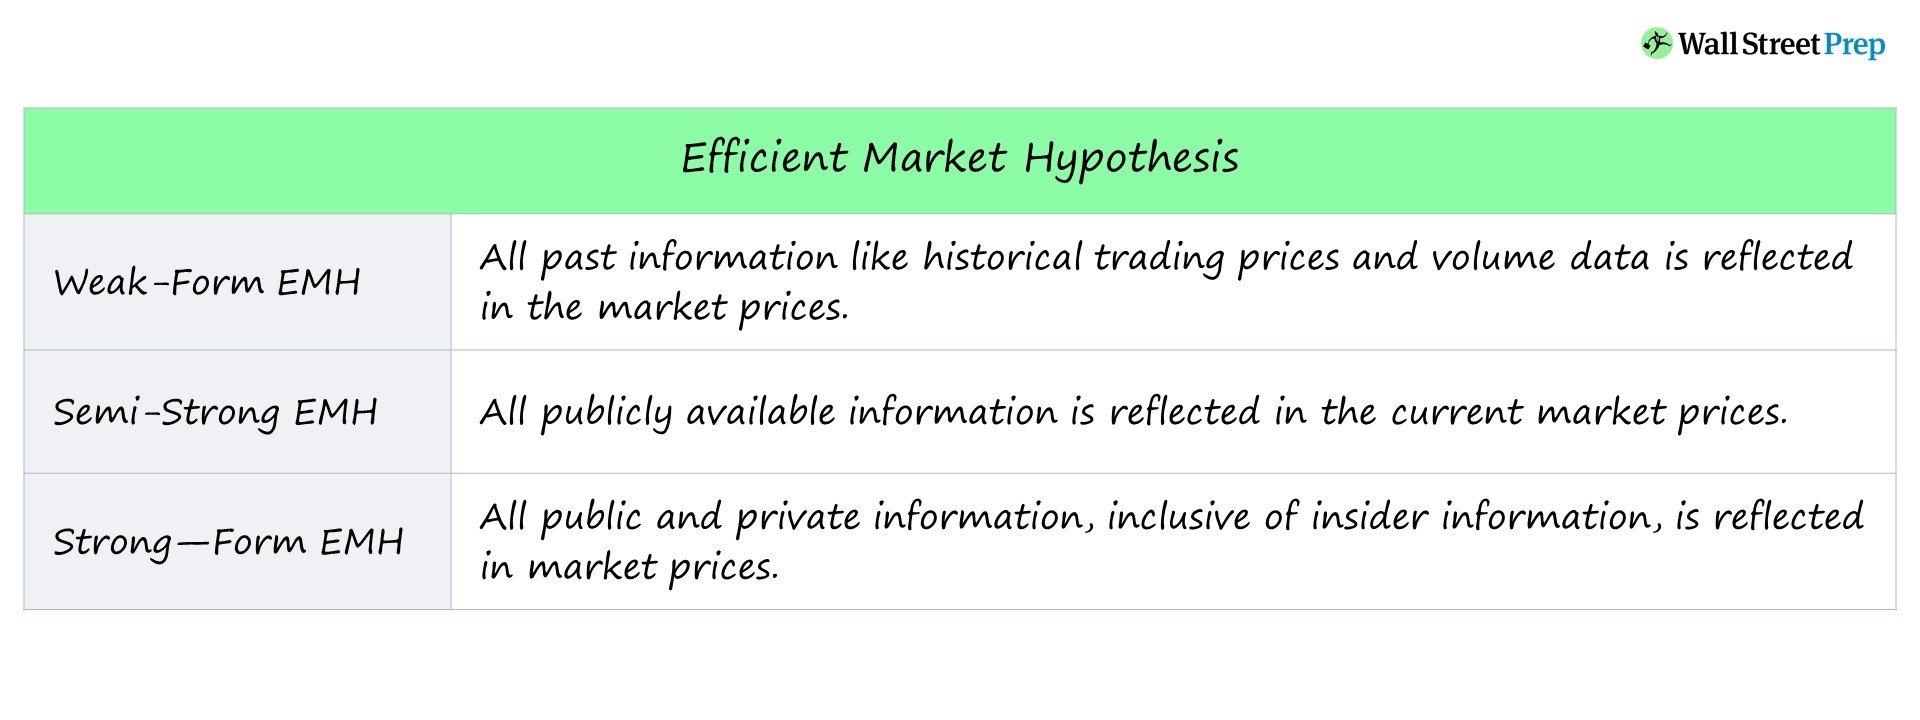 Wall Street Prep
Efficient Market Hypothesis
Weak-Form EMH
All past information like historical trading prices and volume data is reflected
in the market prices.
Semi-Strong EMH
All publicly available information is reflected in the current market prices.
Strong—Form EMH
All public and private information, inclusive of insider information, is reflected
in market prices.